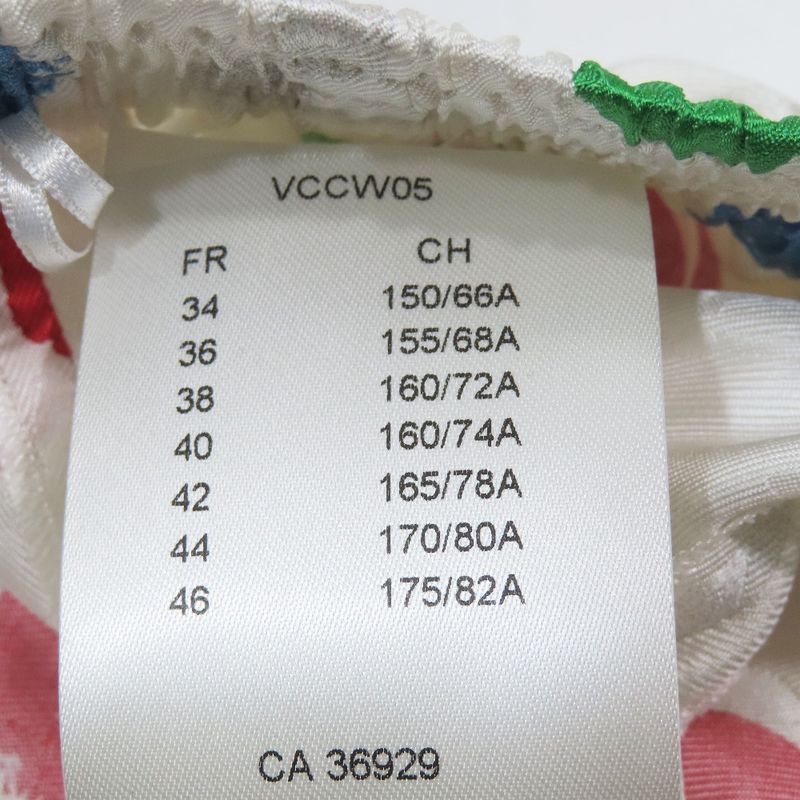 VCCW05
FR CH
34 150/66A
36 155/68A
38 160/72A
40 160/74A
42 165/78A
44 170/80A
46 175/82A
CA 36929